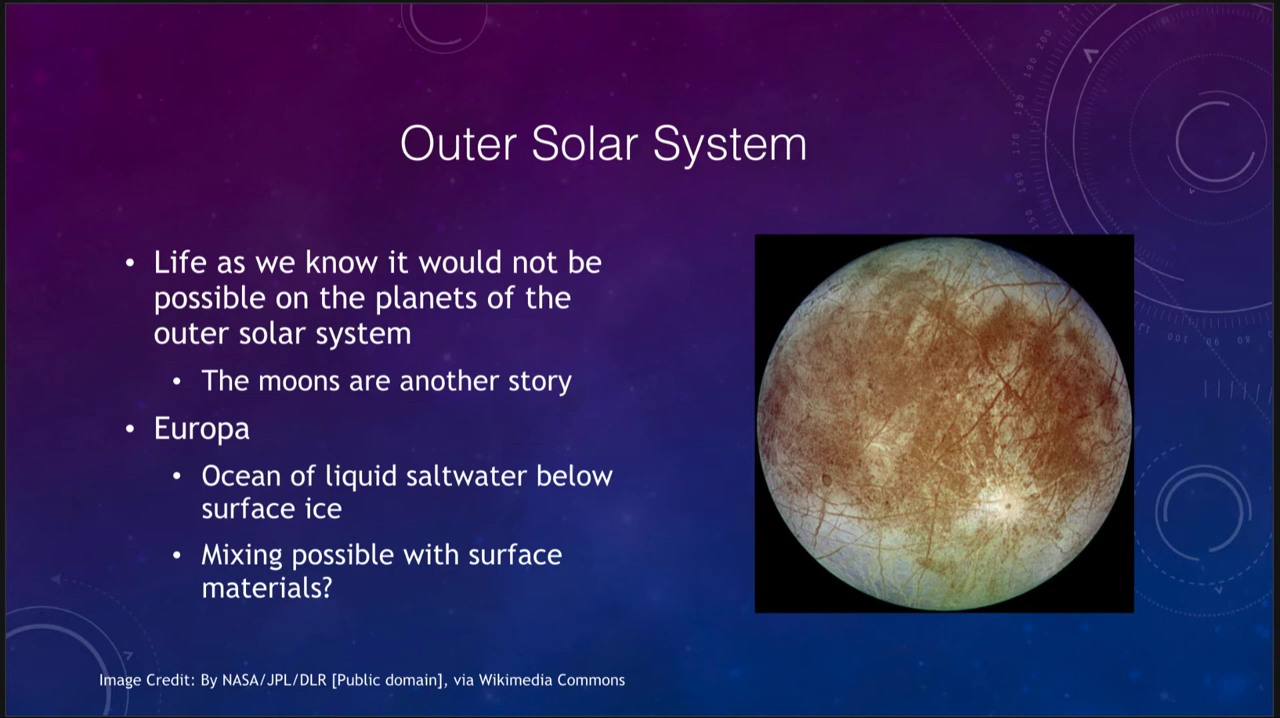 Outer Solar System
• Life as we know it would not be
possible on the planets of the
outer solar system
• The moons are another story
• Europa
• Ocean of liquid saltwater below
surface ice
• Mixing possible with surface
materials?
Image Credit: By NASA/JPL/DLR [Public domain], via Wikimedia Commons